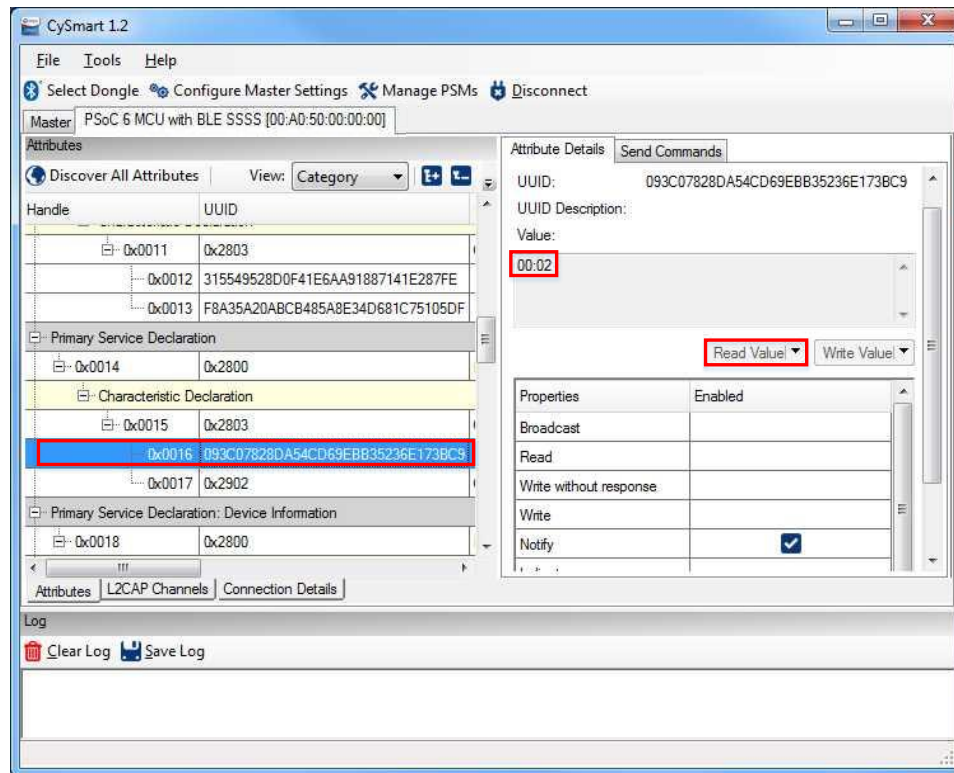 CySmart 1.2
File Tools Help
Select Dongle Configure Master Settings Manage PSMs Disconnect
Master PSoC 6 MCU with BLE SSSS [00:A0:50:00:00:00]
Attributes
Discover All Attributes View: Category
Handle UUID
0x0011 0x2803
0x0012 315549528D0F41E6AA91887141E287FE
0x0013 F8A35A20ABCB485A8E34D681C75105DF
Primary Service Declaration
0x0014 0x2800
Characteristic Declaration
0x0015 0x2803
0x0016 093C07828DA54CD69EBB35236E173BC9
0x0017 0x2902
Primary Service Declaration: Device Information
0x0018 0x2800
Attributes L2CAP Channels Connection Details
Attribute Details Send Commands
UUID: 093C07828DA54CD69EBB35236E173BC9
UUID Description:
Value:
00:02
Read Value Write Value
Properties Enabled
Broadcast
Read
Write without response
Write
Notify
Log
Clear Log Save Log